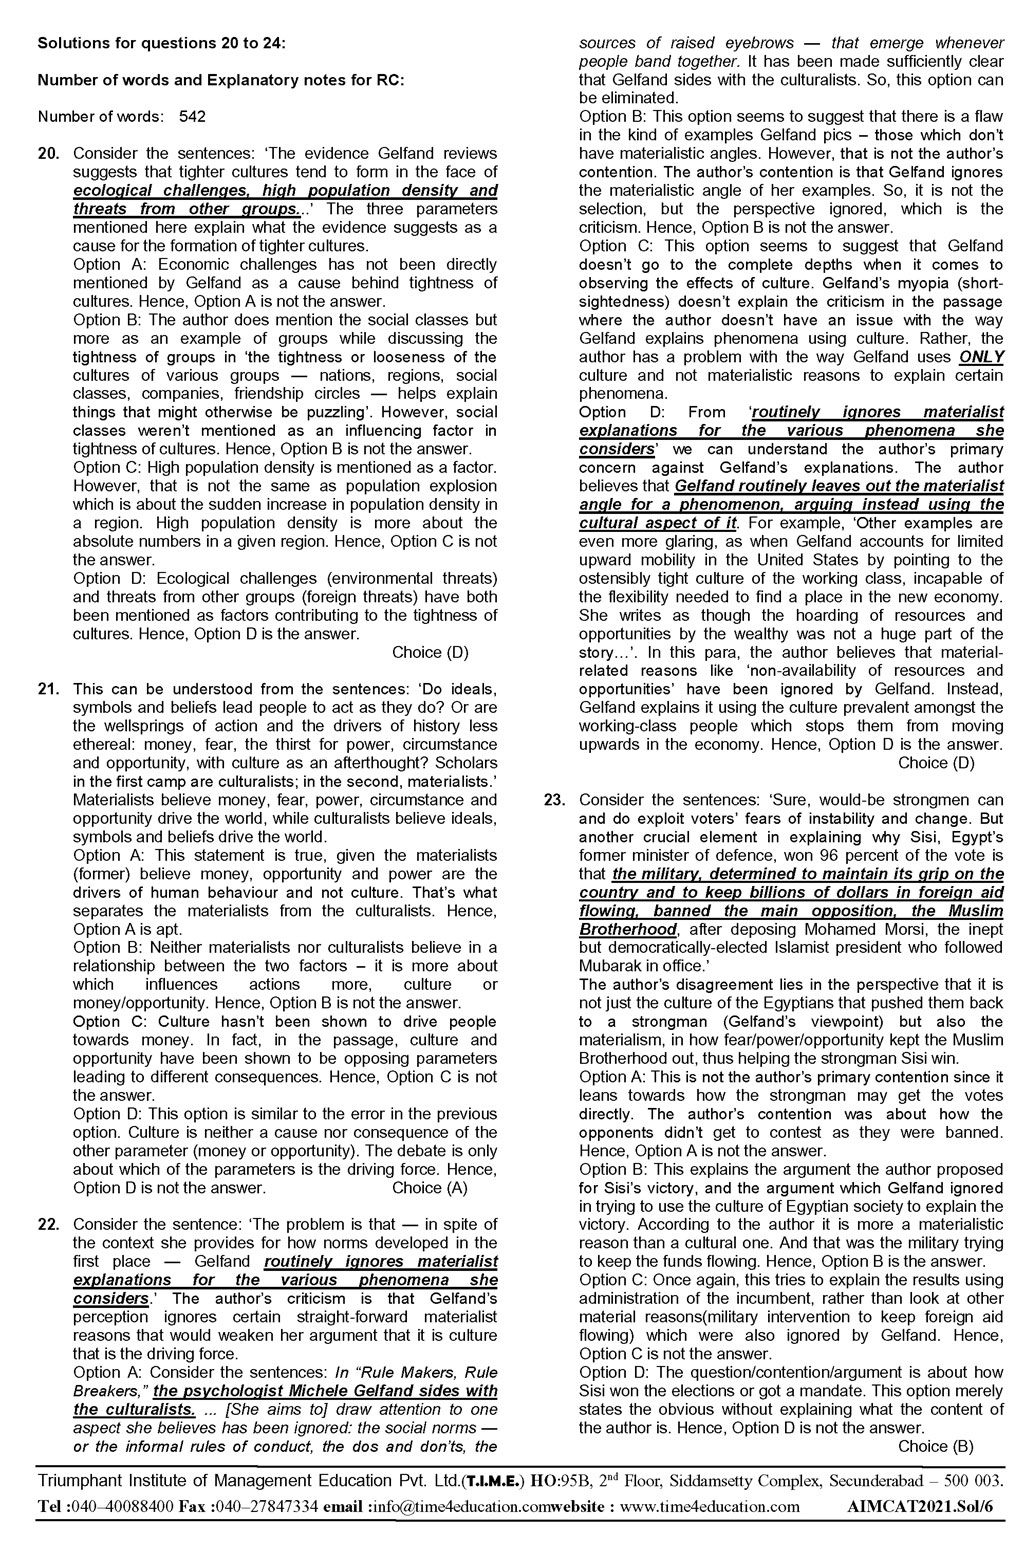 Solutions for questions 20 to 24:
Number of words and Explanatory notes for RC:
Number of words: 542
20. Consider the sentences: ‘The evidence Gelfand reviews
suggests that tighter cultures tend to form in the face of
ecological challenges, high population density and
threats from other groups...’ The three parameters
mentioned here explain what the evidence suggests as a
cause for the formation of tighter cultures.
Option A: Economic challenges has not been directly
mentioned by Gelfand as a cause behind tightness of
cultures. Hence, Option A is not the answer.
Option B: The author does mention the social classes but
more as an example of groups while discussing the
tightness of groups in ‘the tightness or looseness of the
cultures of various groups — nations, regions, social
classes, companies, friendship circles — helps explain
things that might otherwise be puzzling’. However, social
classes weren’t mentioned as an influencing factor in
tightness of cultures. Hence, Option B is not the answer.
Option C: High population density is mentioned as a factor.
However, that is not the same as population explosion
which is about the sudden increase in population density in
a region. High population density is more about the
absolute numbers in a given region. Hence, Option C is not
the answer.
Option D: Ecological challenges (environmental threats)
and threats from other groups (foreign threats) have both
been mentioned as factors contributing to the tightness of
cultures. Hence, Option D is the answer.
Choice (D)
21. This can be understood from the sentences: ‘Do ideals,
symbols and beliefs lead people to act as they do? Or are
the wellsprings of action and the drivers of history less
ethereal: money, fear, the thirst for power, circumstance
and opportunity, with culture as an afterthought? Scholars
in the first camp are culturalists; in the second, materialists.’
Materialists believe money, fear, power, circumstance and
opportunity drive the world, while culturalists believe ideals,
symbols and beliefs drive the world.
Option A: This statement is true, given the materialists
(former) believe money, opportunity and power are the
drivers of human behaviour and not culture. That’s what
separates the materialists from the culturalists. Hence,
Option A is apt.
Option B: Neither materialists nor culturalists believe in a
relationship between the two factors – it is more about
which influences actions more, culture or
money/opportunity. Hence, Option B is not the answer.
Option C: Culture hasn’t been shown to drive people
towards money. In fact, in the passage, culture and
opportunity have been shown to be opposing parameters
leading to different consequences. Hence, Option C is not
the answer.
Option D: This option is similar to the error in the previous
option. Culture is neither a cause nor consequence of the
other parameter (money or opportunity). The debate is only
about which of the parameters is the driving force. Hence,
Option D is not the answer. Choice (A)
22. Consider the sentence: ‘The problem is that — in spite of
the context she provides for how norms developed in the
first place — Gelfand routinely ignores materialist
explanations for the various phenomena she
considers.’ The author’s criticism is that Gelfand’s
perception ignores certain straight-forward materialist
reasons that would weaken her argument that it is culture
that is the driving force.
Option A: Consider the sentences: In “Rule Makers, Rule
Breakers,” the psychologist Michele Gelfand sides with
the culturalists. ... [She aims to] draw attention to one
aspect she believes has been ignored: the social norms —
or the informal rules of conduct, the dos and don’ts, the
sources of raised eyebrows — that emerge whenever
people band together. It has been made sufficiently clear
that Gelfand sides with the culturalists. So, this option can
be eliminated.
Option B: This option seems to suggest that there is a flaw
in the kind of examples Gelfand pics – those which don’t
have materialistic angles. However, that is not the author’s
contention. The author’s contention is that Gelfand ignores
the materialistic angle of her examples. So, it is not the
selection, but the perspective ignored, which is the
criticism. Hence, Option B is not the answer.
Option C: This option seems to suggest that Gelfand
doesn’t go to the complete depths when it comes to
observing the effects of culture. Gelfand’s myopia (short-
sightedness) doesn’t explain the criticism in the passage
where the author doesn’t have an issue with the way
Gelfand explains phenomena using culture. Rather, the
author has a problem with the way Gelfand uses ONLY
culture and not materialistic reasons to explain certain
phenomena.
Option D: From ‘routinely ignores materialist
explanations for the various phenomena she
considers’ we can understand the author’s primary
concern against Gelfand’s explanations. The author
believes that Gelfand routinely leaves out the materialist
angle for a phenomenon, arguing instead using the
cultural aspect of it. For example, ‘Other examples are
even more glaring, as when Gelfand accounts for limited
upward mobility in the United States by pointing to the
ostensibly tight culture of the working class, incapable of
the flexibility needed to find a place in the new economy.
She writes as though the hoarding of resources and
opportunities by the wealthy was not a huge part of the
story…’. In this para, the author believes that material-
related reasons like ‘non-availability of resources and
opportunities’ have been ignored by Gelfand. Instead,
Gelfand explains it using the culture prevalent amongst the
working-class people which stops them from moving
upwards in the economy. Hence, Option D is the answer.
Choice (D)
23. Consider the sentences: ‘Sure, would-be strongmen can
and do exploit voters’ fears of instability and change. But
another crucial element in explaining why Sisi, Egypt’s
former minister of defence, won 96 percent of the vote is
that the military, determined to maintain its grip on the
country and to keep billions of dollars in foreign aid
flowing, banned the main opposition, the Muslim
Brotherhood, after deposing Mohamed Morsi, the inept
but democratically-elected Islamist president who followed
Mubarak in office.’
The author’s disagreement lies in the perspective that it is
not just the culture of the Egyptians that pushed them back
to a strongman (Gelfand’s viewpoint) but also the
materialism, in how fear/power/opportunity kept the Muslim
Brotherhood out, thus helping the strongman Sisi win.
Option A: This is not the author’s primary contention since it
leans towards how the strongman may get the votes
directly. The author’s contention was about how the
opponents didn’t get to contest as they were banned.
Hence, Option A is not the answer.
Option B: This explains the argument the author proposed
for Sisi’s victory, and the argument which Gelfand ignored
in trying to use the culture of Egyptian society to explain the
victory. According to the author it is more a materialistic
reason than a cultural one. And that was the military trying
to keep the funds flowing. Hence, Option B is the answer.
Option C: Once again, this tries to explain the results using
administration of the incumbent, rather than look at other
material reasons(military intervention to keep foreign aid
flowing) which were also ignored by Gelfand. Hence,
Option C is not the answer.
Option D: The question/contention/argument is about how
Sisi won the elections or got a mandate. This option merely
states the obvious without explaining what the content of
the author is. Hence, Option D is not the answer.
Choice (B)
Triumphant Institute of Management Education Pvt. Ltd.(T.I.M.E.) HO:95B, 2nd Floor, Siddamsetty Complex, Secunderabad – 500 003.
Tel :040–40088400 Fax :040–27847334 email :info@time4education.comwebsite : www.time4education.com AIMCAT2021.Sol/6